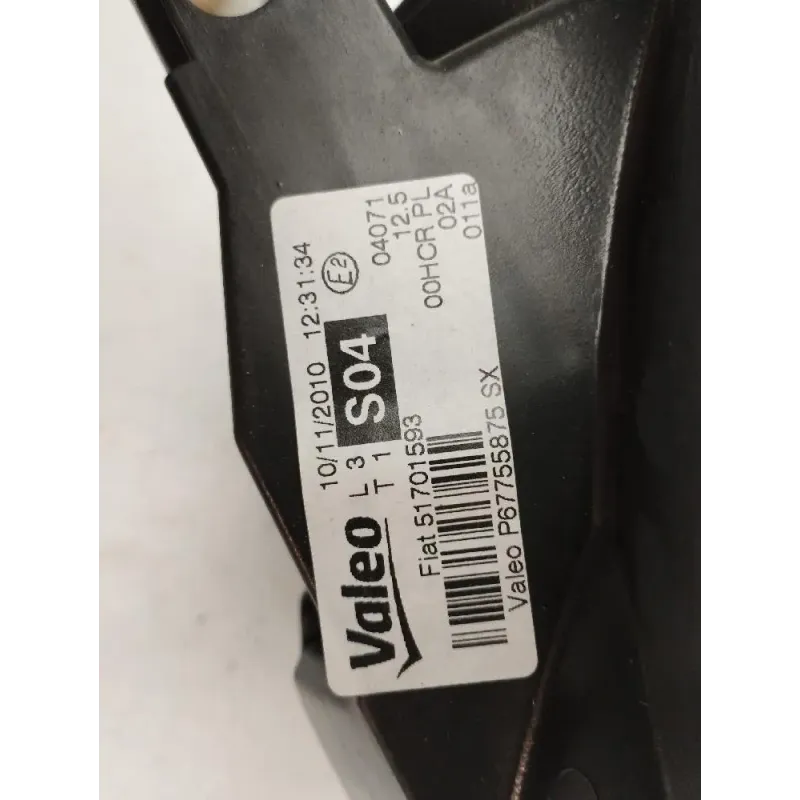 10/11/2010 12:31:34
Valeo L 3 S04 E2 04071
T 1 12.5
Fiat 51701593 00HCR PL
02A
Valeo P67755875 SX 011a